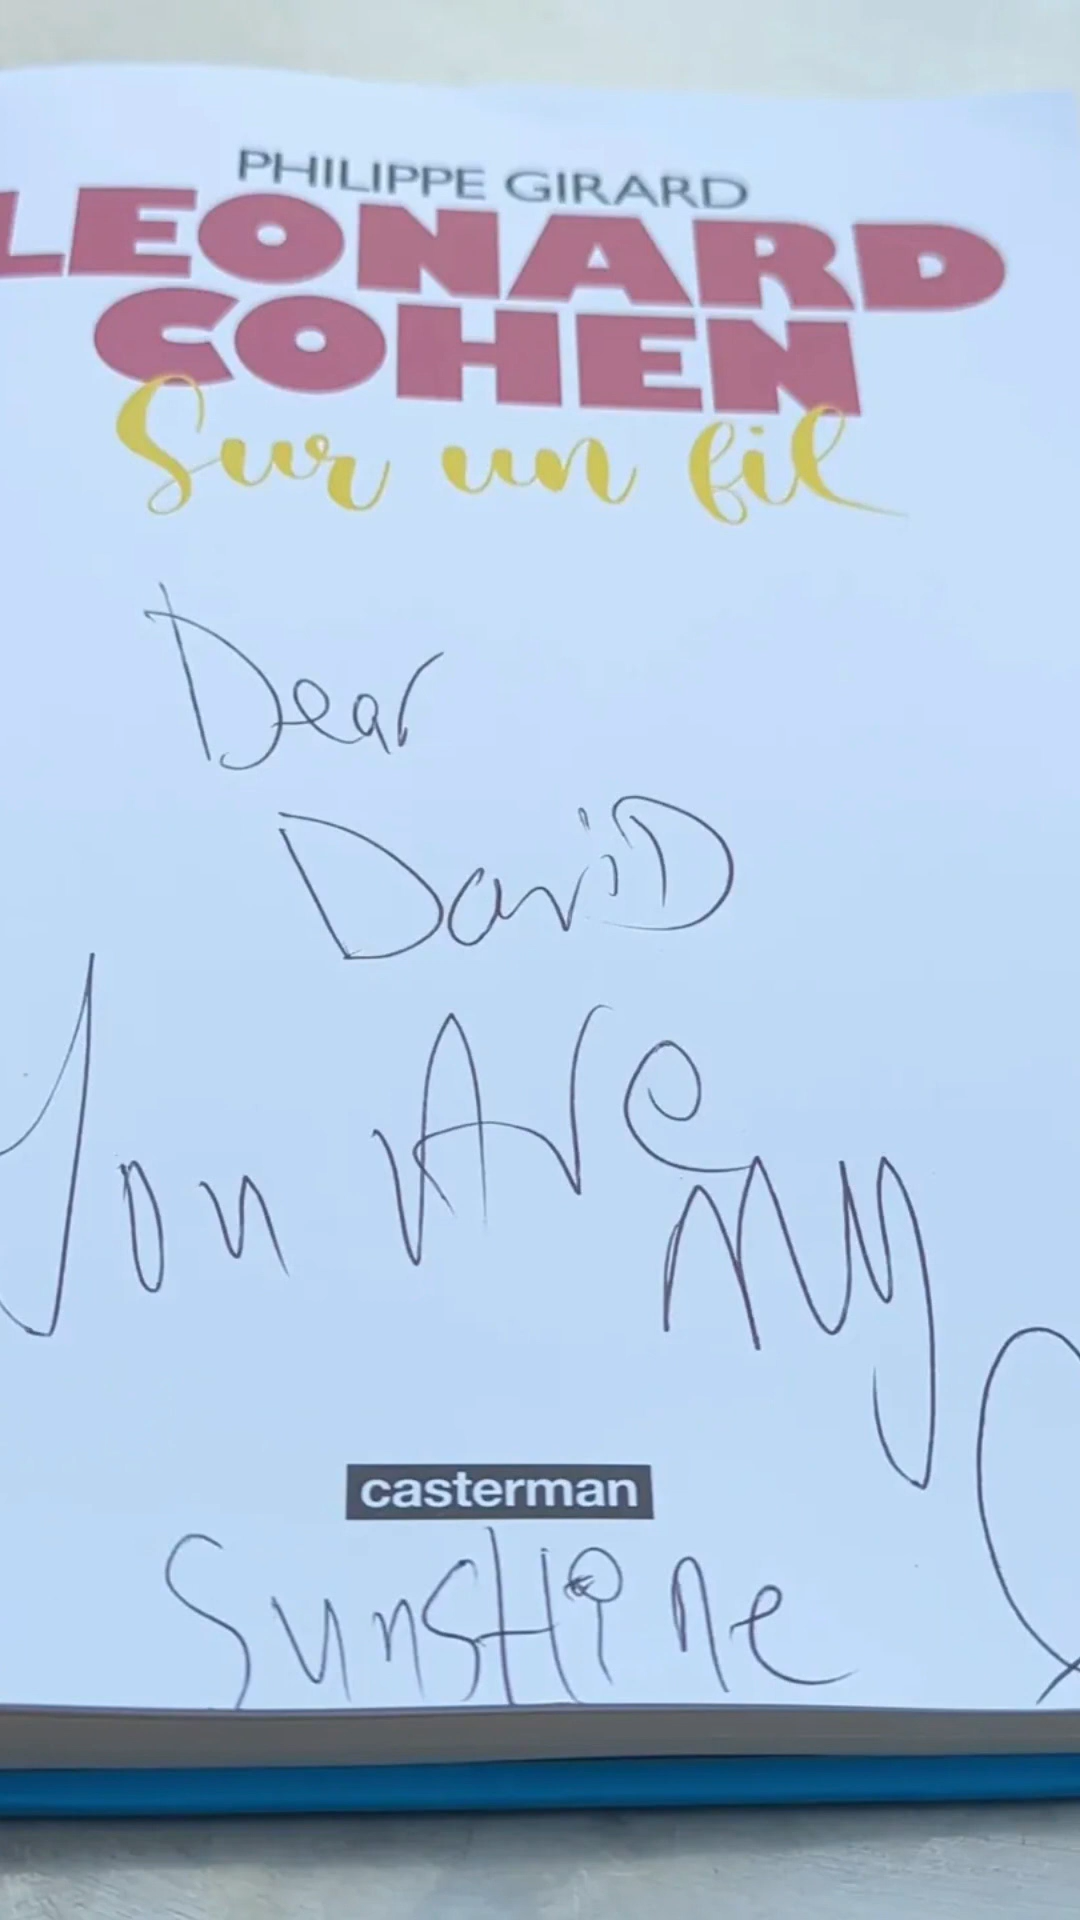 PHILIPPE GIRARD
LEONARD
COHEN
Sur un fil
Dear
DaviD
You Are
My
casterman
SunsHine